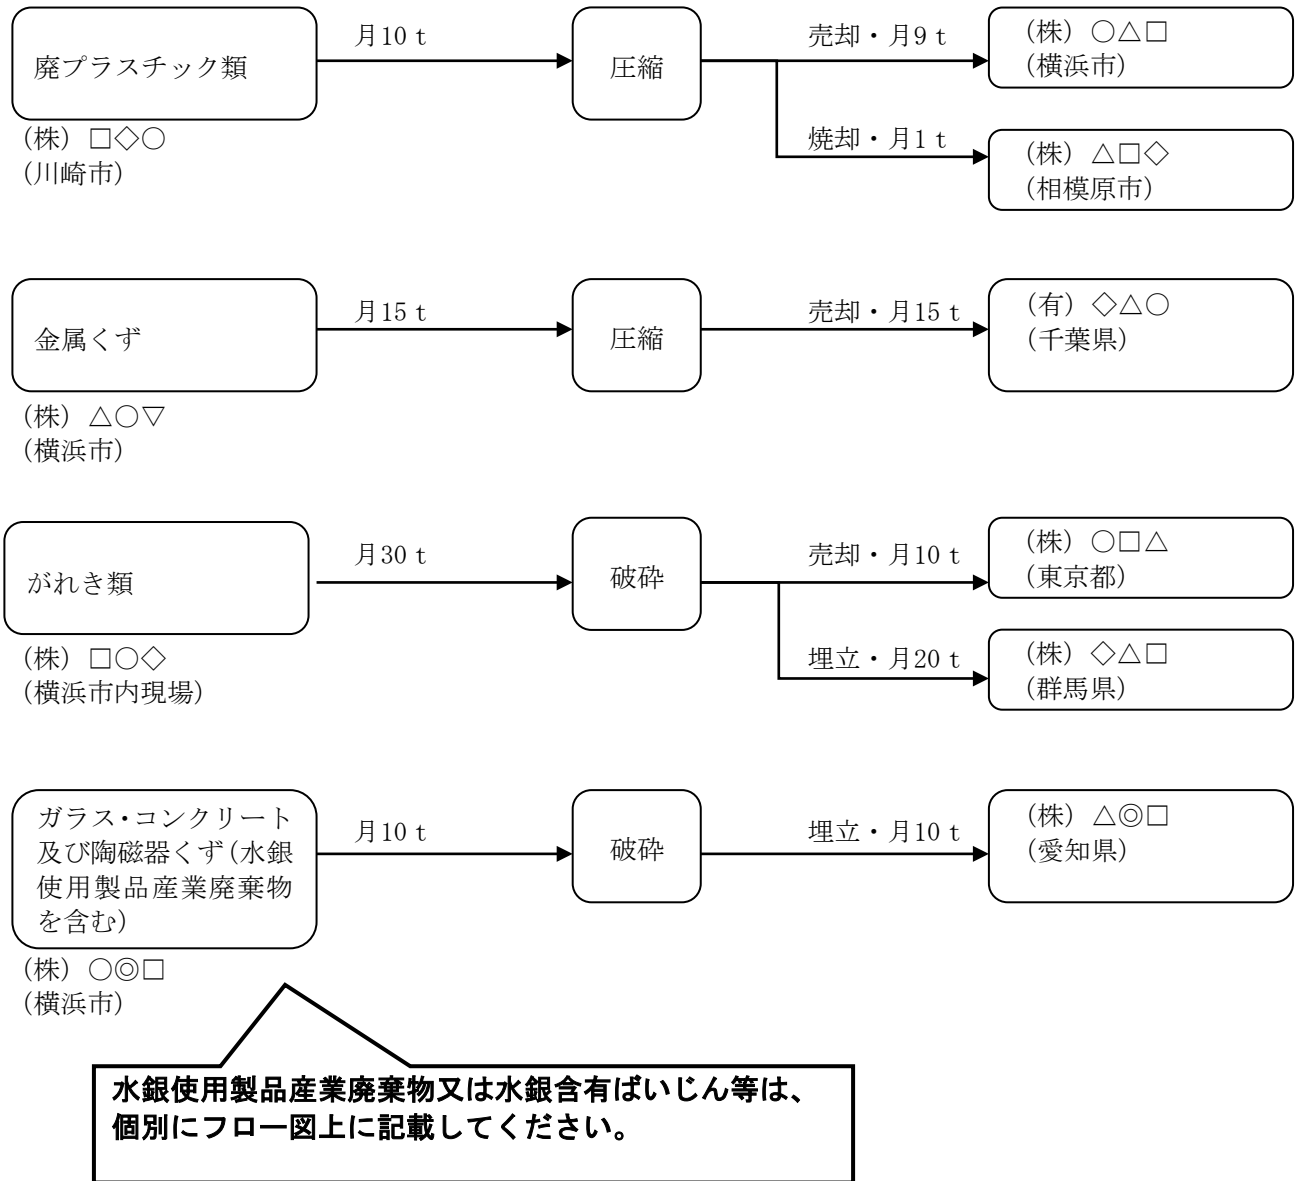 廃プラスチック類
月10 t
圧縮
売却・月9 t
(株) ○△□
(横浜市)
焼却・月1 t
(株) △□◇
(相模原市)
(株) □◇○
(川崎市)
金属くず
月15 t
圧縮
売却・月15 t
(有) ◇△○
(千葉県)
(株) △○▽
(横浜市)
がれき類
月30 t
破砕
売却・月10 t
(株) ○□△
(東京都)
埋立・月20 t
(株) ◇△□
(群馬県)
(株) □○◇
(横浜市内現場)
ガラス・コンクリート
及び陶磁器くず(水銀
使用製品産業廃棄物
を含む)
月10 t
破砕
埋立・月10 t
(株) △◎□
(愛知県)
(株) ○◎□
(横浜市)
水銀使用製品産業廃棄物又は水銀含有ばいじん等は、
個別にフロー図上に記載してください。